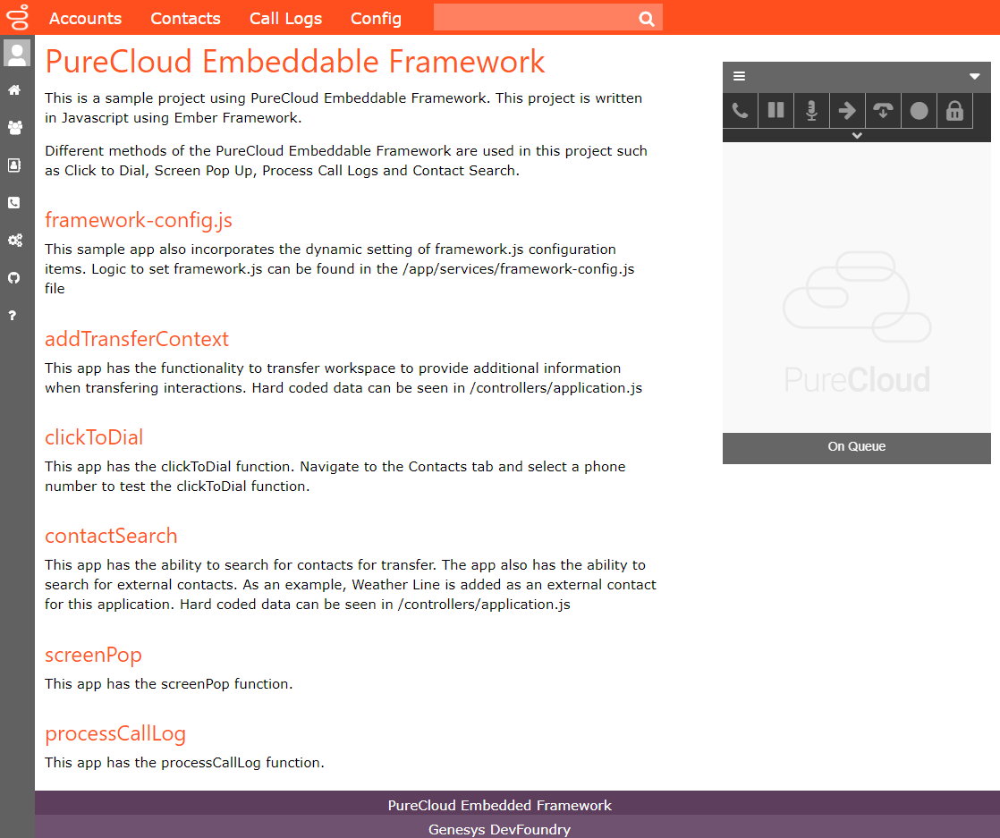 Accounts Contacts Call Logs Config
PureCloud Embeddable Framework
This is a sample project using PureCloud Embeddable Framework. This project is written
in Javascript using Ember Framework.
Different methods of the PureCloud Embeddable Framework are used in this project such
as Click to Dial, Screen Pop Up, Process Call Logs and Contact Search.
framework-config.js
This sample app also incorporates the dynamic setting of framework.js configuration
items. Logic to set framework.js can be found in the /app/services/framework-config.js
file
addTransferContext
This app has the functionality to transfer workspace to provide additional information
when transfering interactions. Hard coded data can be seen in /controllers/application.js
clickToDial
This app has the clickToDial function. Navigate to the Contacts tab and select a phone
number to test the clickToDial function.
contactSearch
This app has the ability to search for contacts for transfer. The app also has the ability to
search for external contacts. As an example, Weather Line is added as an external contact
for this application. Hard coded data can be seen in /controllers/application.js
screenPop
This app has the screenPop function.
processCallLog
This app has the processCallLog function.
PureCloud
On Queue
PureCloud Embedded Framework
Genesys DevFoundry